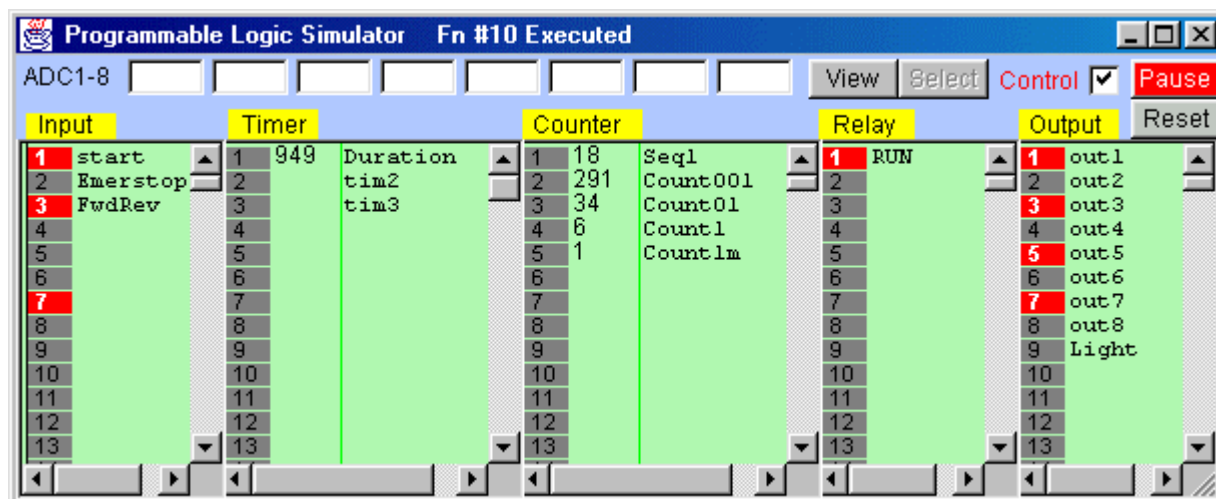 Programmable Logic Simulator Fn #10 Executed
ADC1-8 View Select Control Pause
Input Timer Counter Relay Output Reset
1 start 1 949 Duration 1 18 Seq1 1 RUN 1 out1
2 Emerstop 2 tim2 2 291 Count001 2 2 out2
3 FwdRev 3 tim3 3 34 Count01 3 3 out3
4 4 4 6 Count1 4 4 out4
5 5 5 1 Count1m 5 5 out5
6 6 6 6 6 out6
7 7 7 7 7 out7
8 8 8 8 8 out8
9 9 9 9 9 Light
10 10 10 10 10
11 11 11 11 11
12 12 12 12 12
13 13 13 13 13